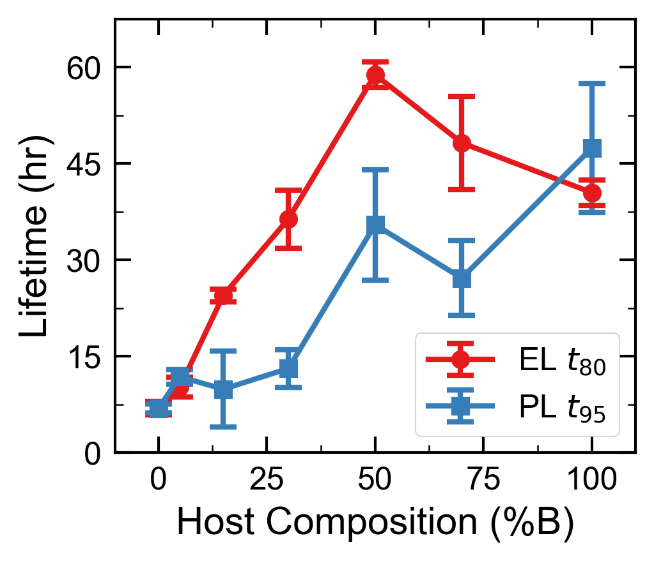 Lifetime (hr)
60
45
30
15
0
0 25 50 75 100
Host Composition (%B)
EL t₈₀
PL t₉₅